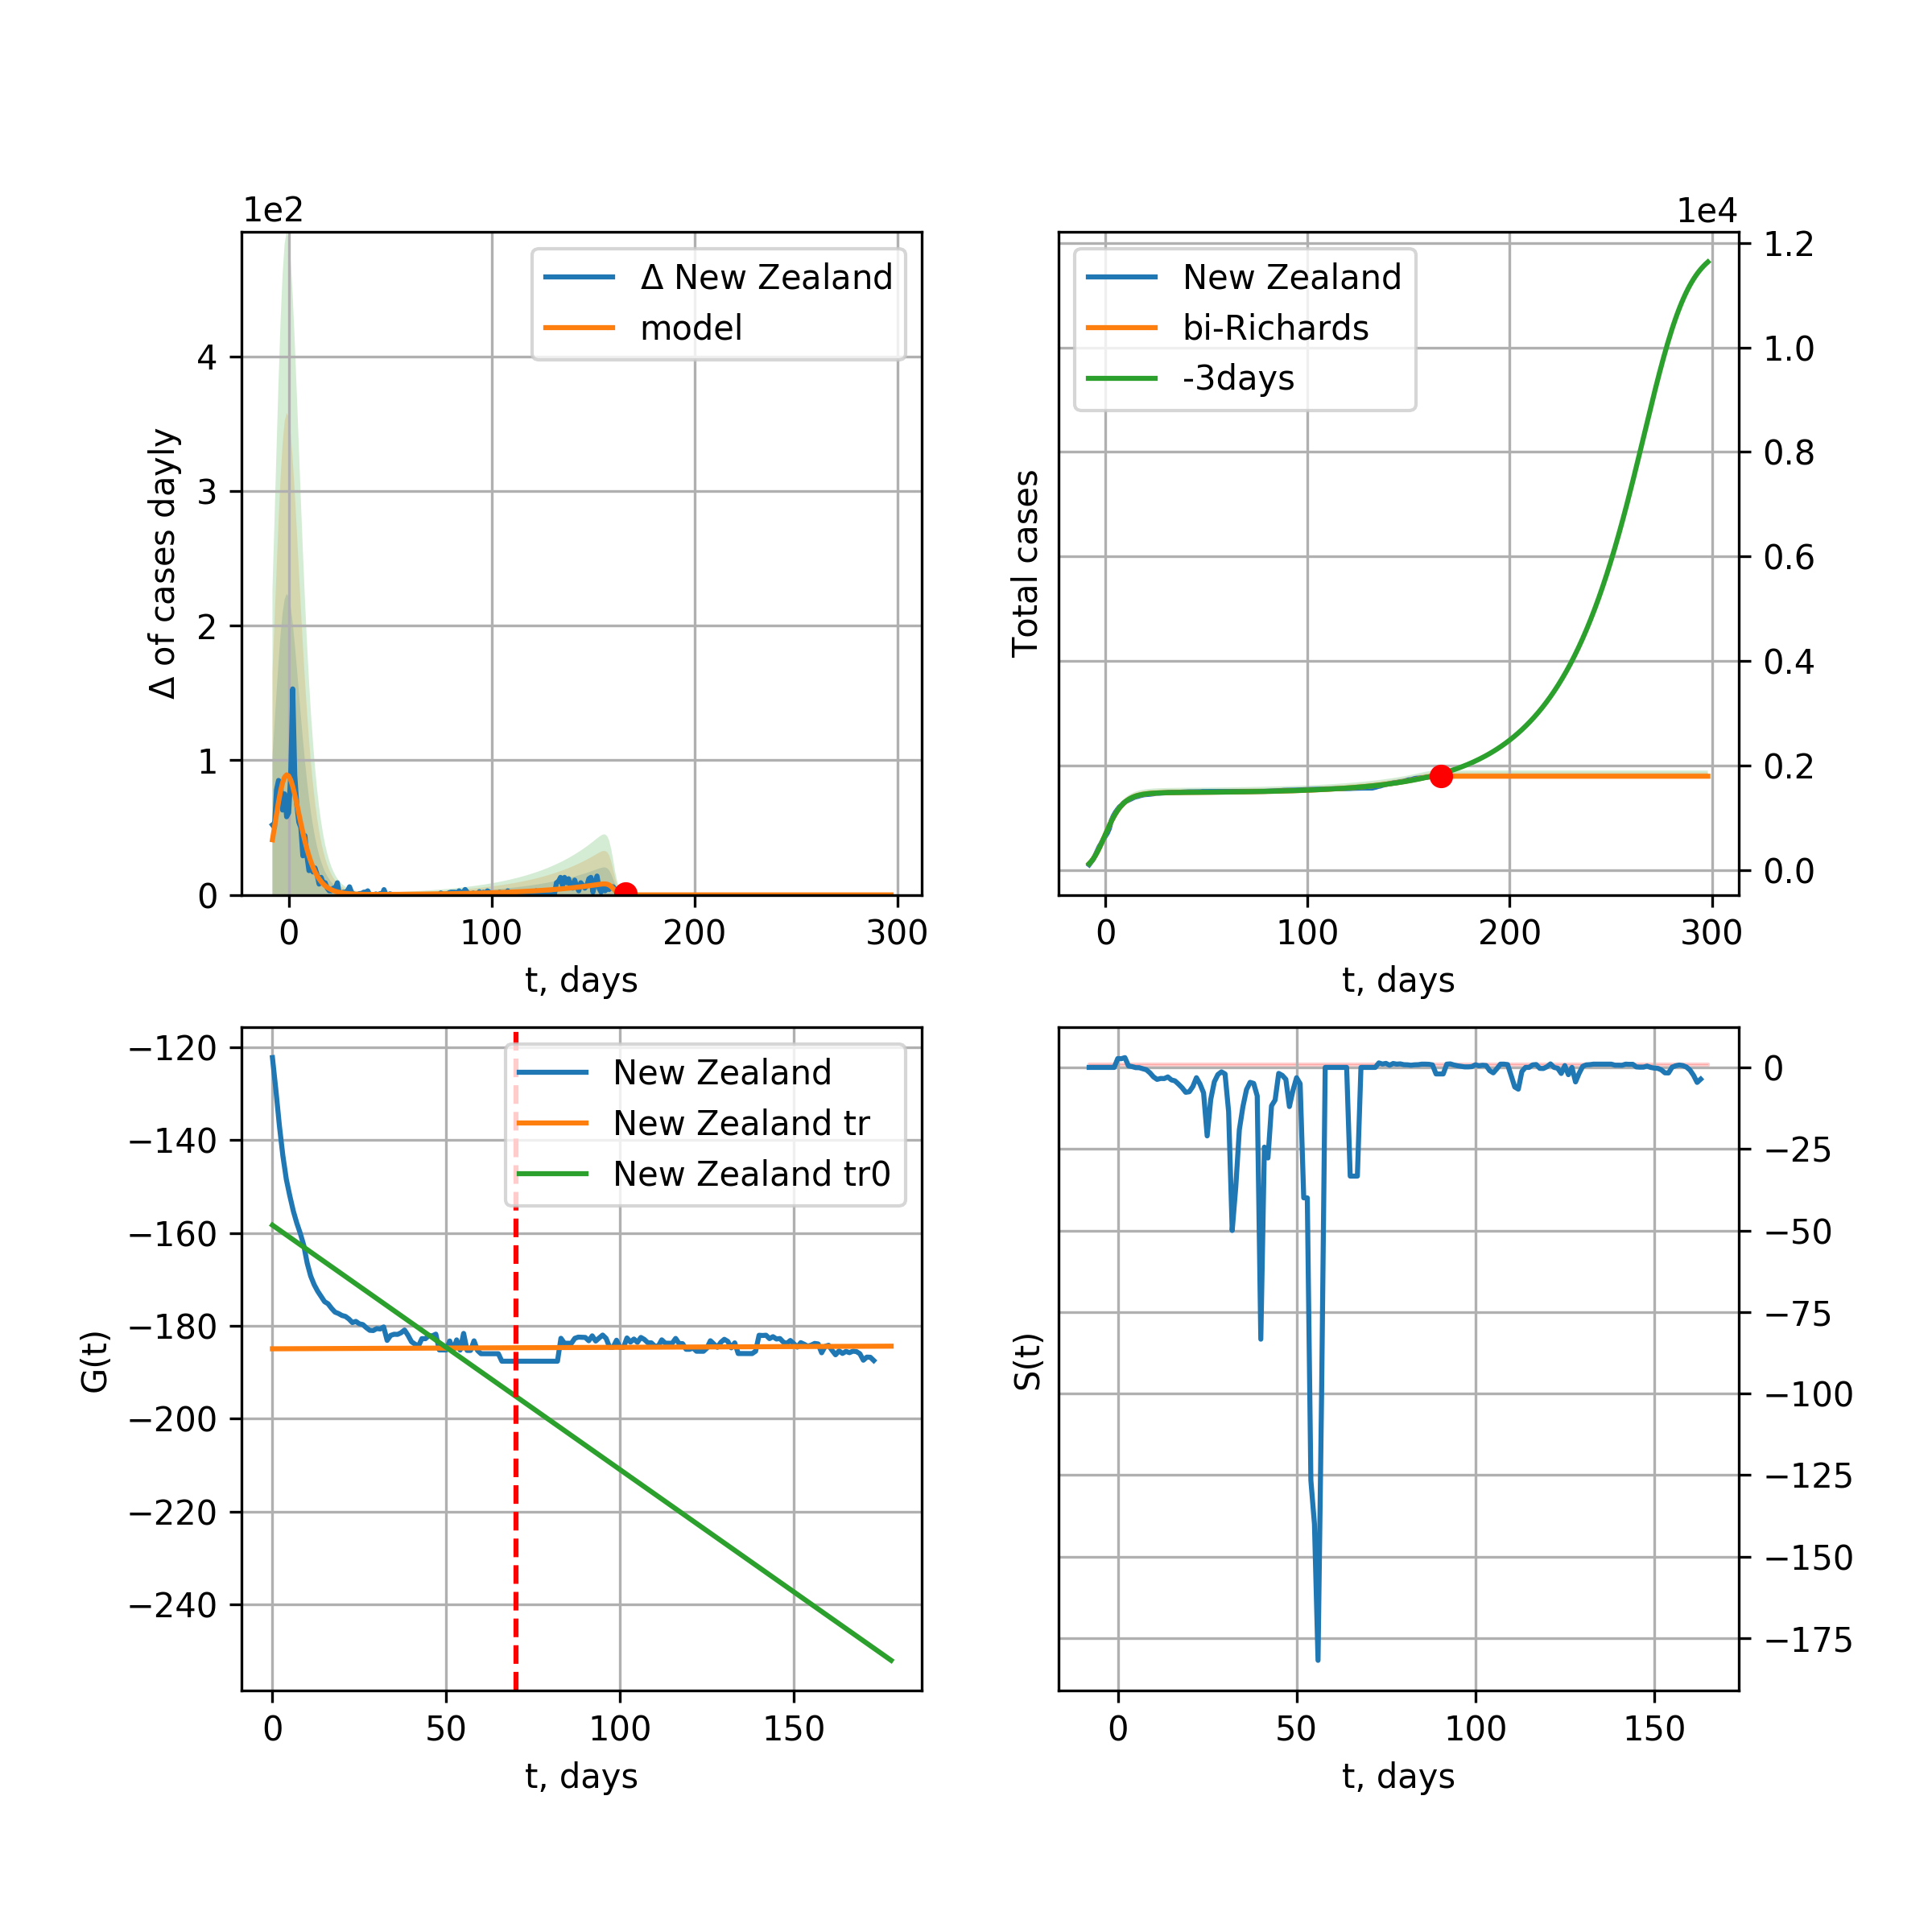 1e2
Δ New Zealand
model
4
3
2
1
0
Δ of cases dayly
0
100
200
300
t, days
1e4
New Zealand
bi-Richards
-3days
1.2
1.0
0.8
0.6
0.4
0.2
0.0
Total cases
0
100
200
300
t, days
New Zealand
New Zealand tr
New Zealand tr0
−120
−140
−160
−180
−200
−220
−240
G(t)
0
50
100
150
t, days
0
−25
−50
−75
−100
−125
−150
−175
S(t)
0
50
100
150
t, days